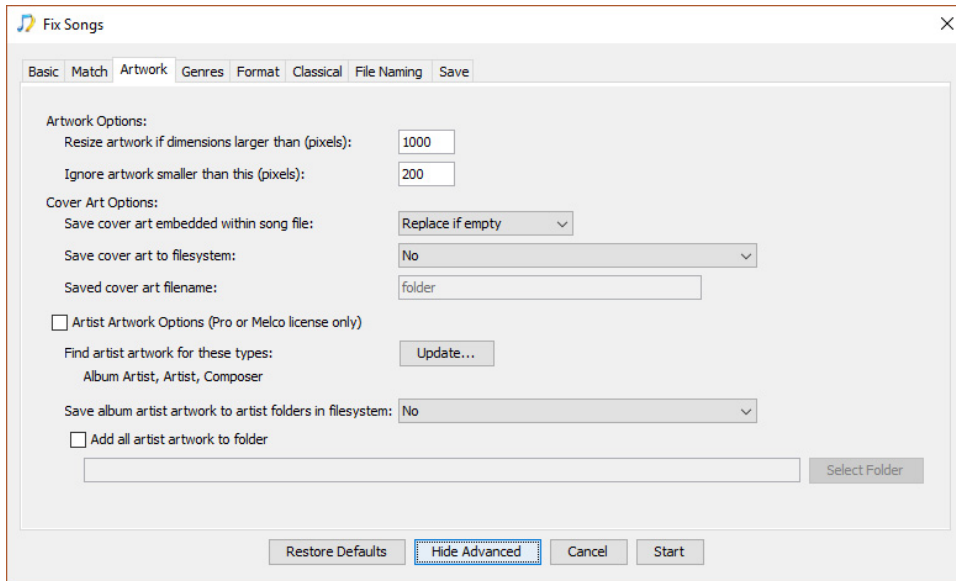 Fix Songs
Basic Match Artwork Genres Format Classical File Naming Save
Artwork Options:
Resize artwork if dimensions larger than (pixels): 1000
Ignore artwork smaller than this (pixels): 200
Cover Art Options:
Save cover art embedded within song file: Replace if empty
Save cover art to filesystem: No
Saved cover art filename: folder
Artist Artwork Options (Pro or Melco license only)
Find artist artwork for these types: Update...
Album Artist, Artist, Composer
Save album artist artwork to artist folders in filesystem: No
Add all artist artwork to folder
Select Folder
Restore Defaults Hide Advanced Cancel Start